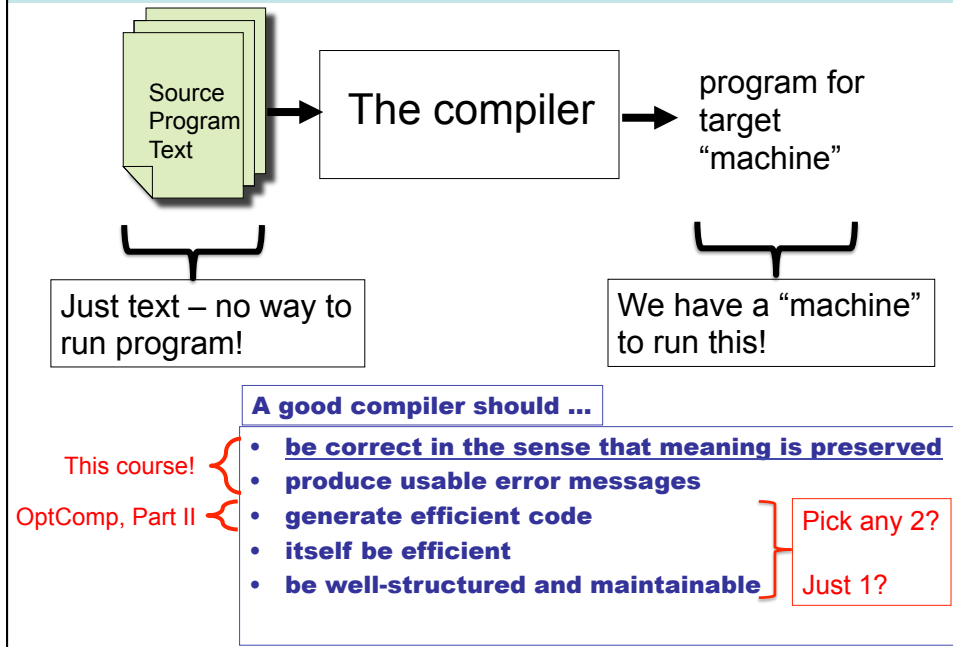 Source
Program
Text
The compiler
program for
target
“machine”
Just text – no way to
run program!
We have a “machine”
to run this!
A good compiler should ...
This course!
• be correct in the sense that meaning is preserved
• produce usable error messages
OptComp, Part II
• generate efficient code
• itself be efficient
• be well-structured and maintainable
Pick any 2?
Just 1?